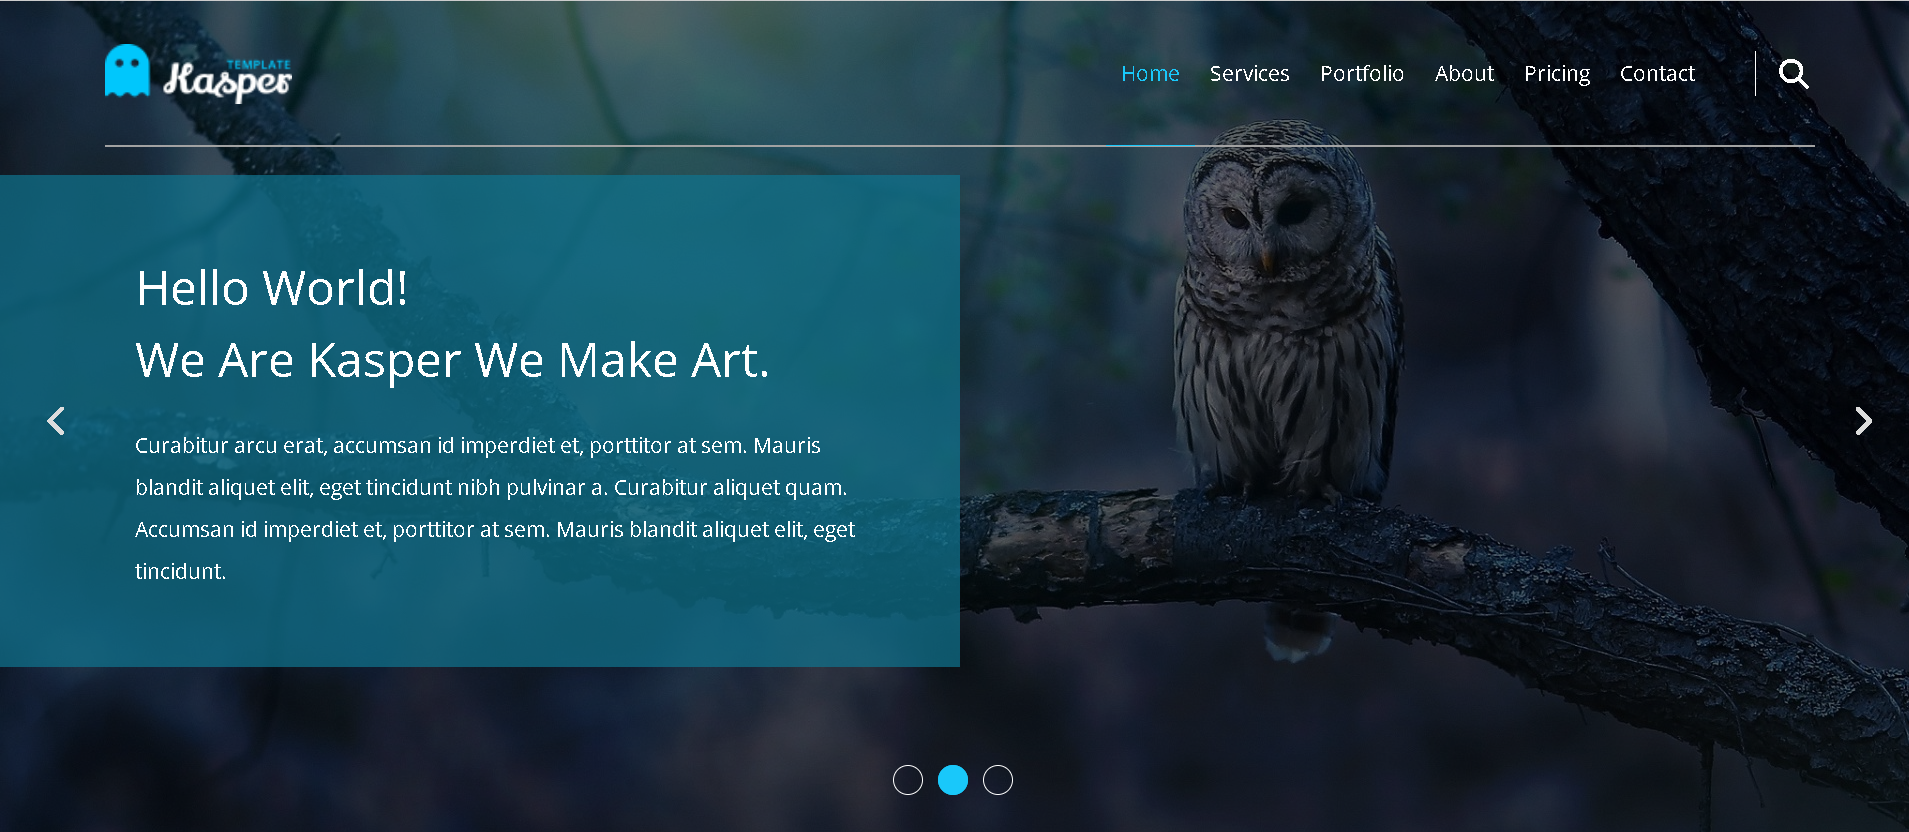 TEMPLATE
Kasper
Home Services Portfolio About Pricing Contact
Hello World!
We Are Kasper We Make Art.
Curabitur arcu erat, accumsan id imperdiet et, porttitor at sem. Mauris
blandit aliquet elit, eget tincidunt nibh pulvinar a. Curabitur aliquet quam.
Accumsan id imperdiet et, porttitor at sem. Mauris blandit aliquet elit, eget
tincidunt.